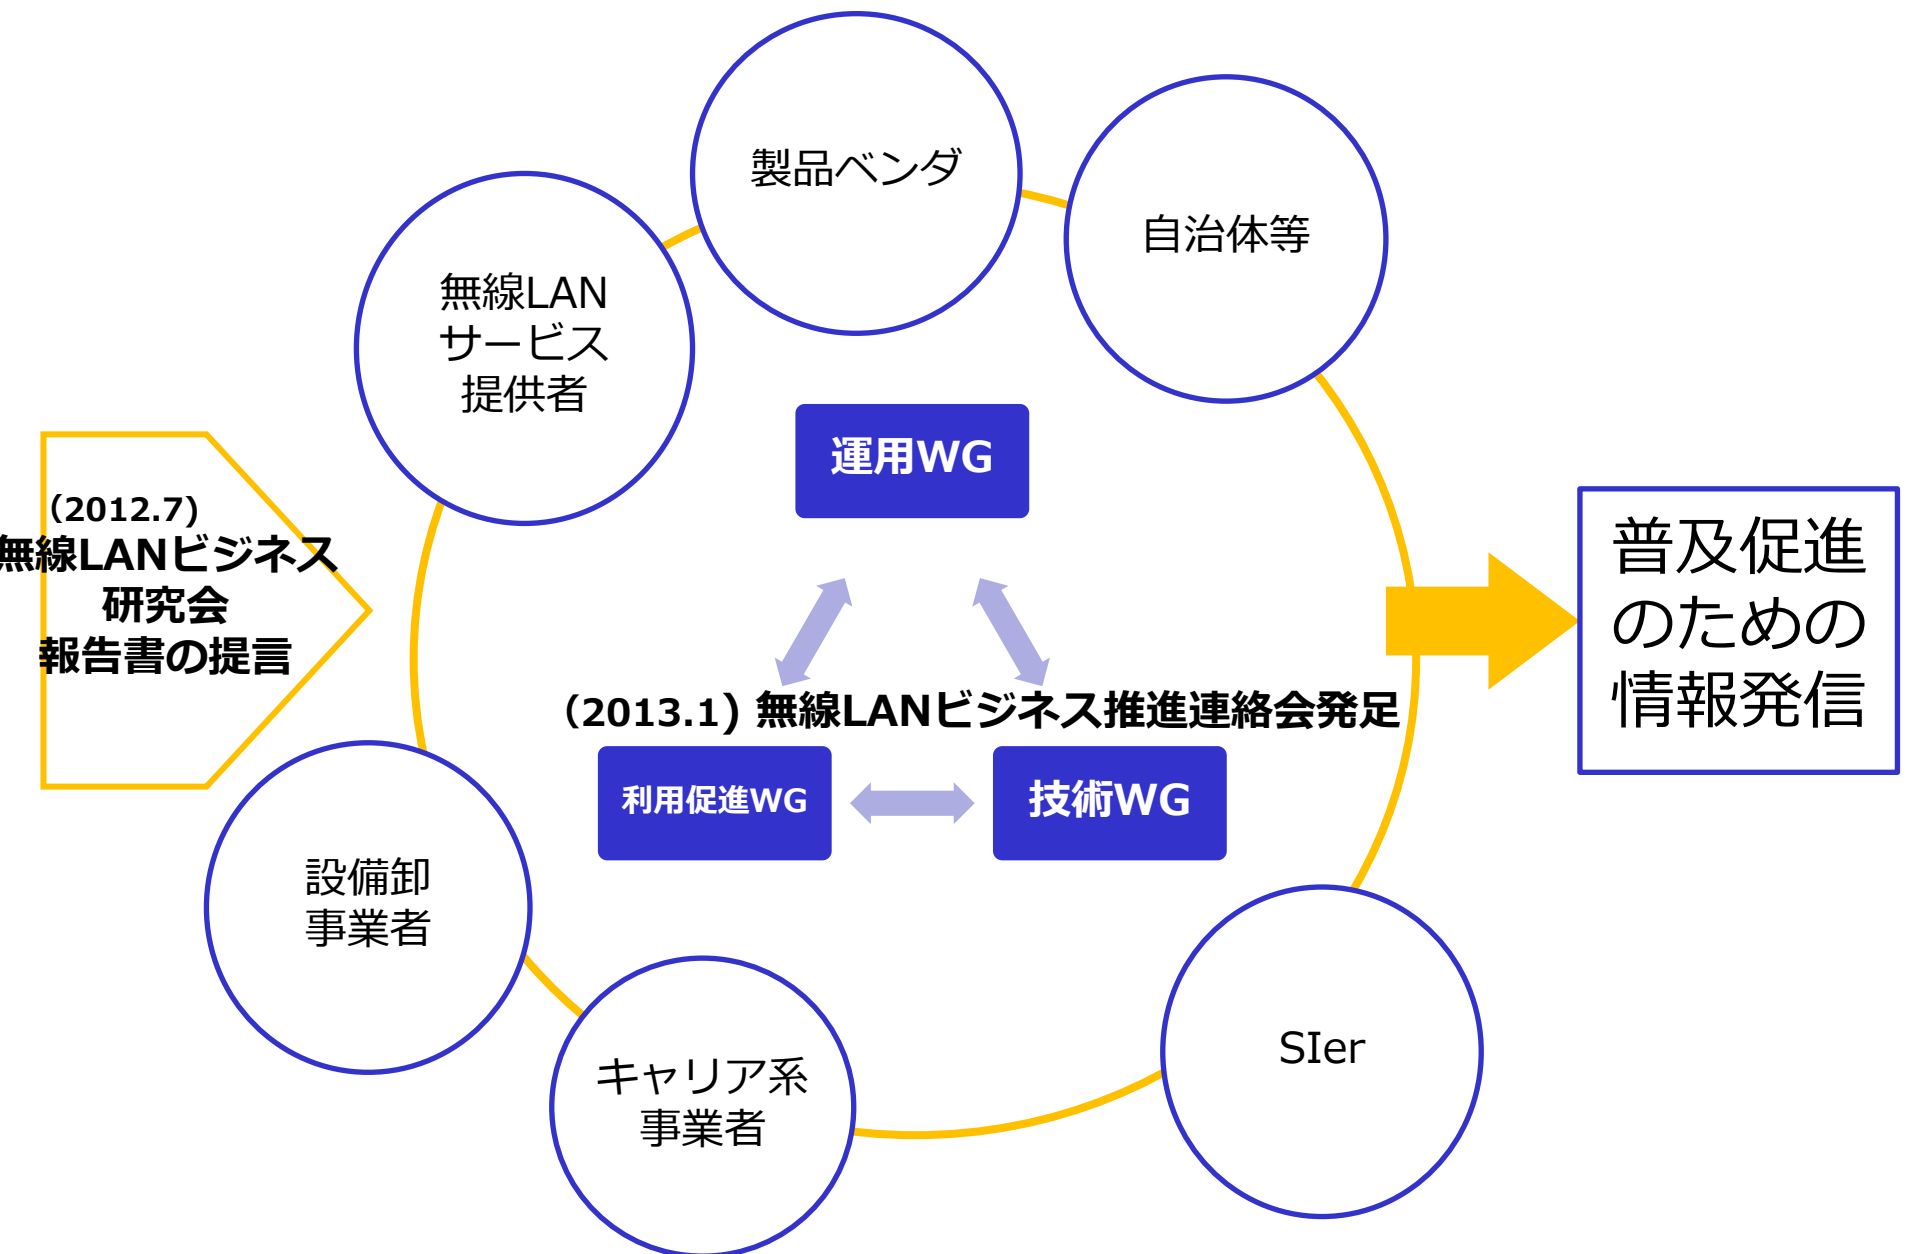 製品ベンダ
自治体等
無線LAN
サービス
提供者
運用WG
（2012.7)
無線LANビジネス
研究会
報告書の提言
普及促進
のための
情報発信
（2013.1) 無線LANビジネス推進連絡会発足
利用促進WG
技術WG
設備卸
事業者
キャリア系
事業者
SIer